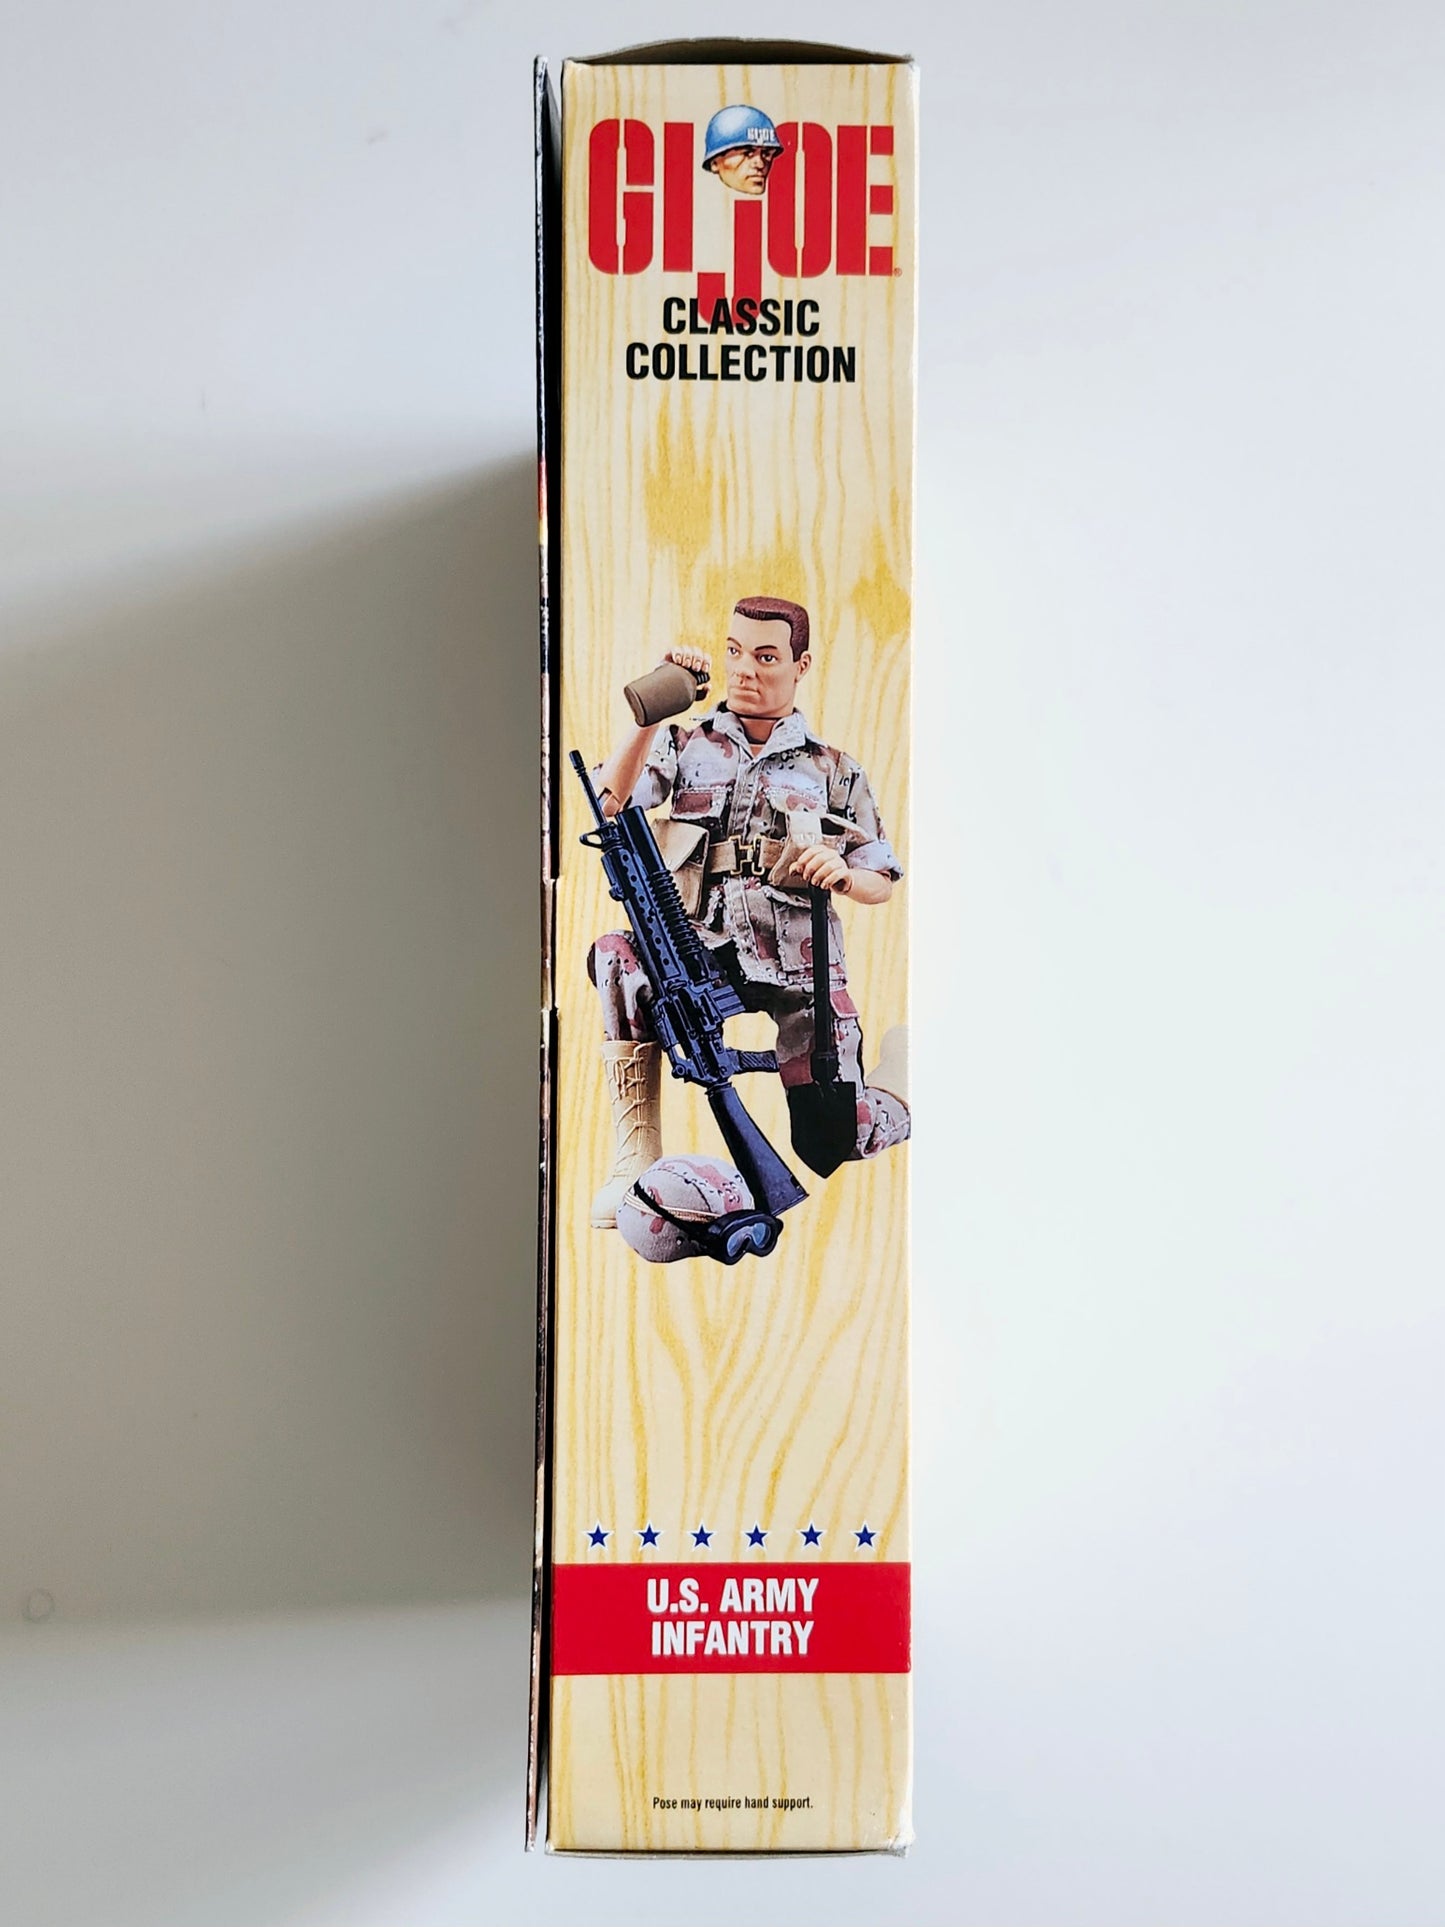 GI JOE®
CLASSIC
COLLECTION
U.S. ARMY
INFANTRY
Pose may require hand support.